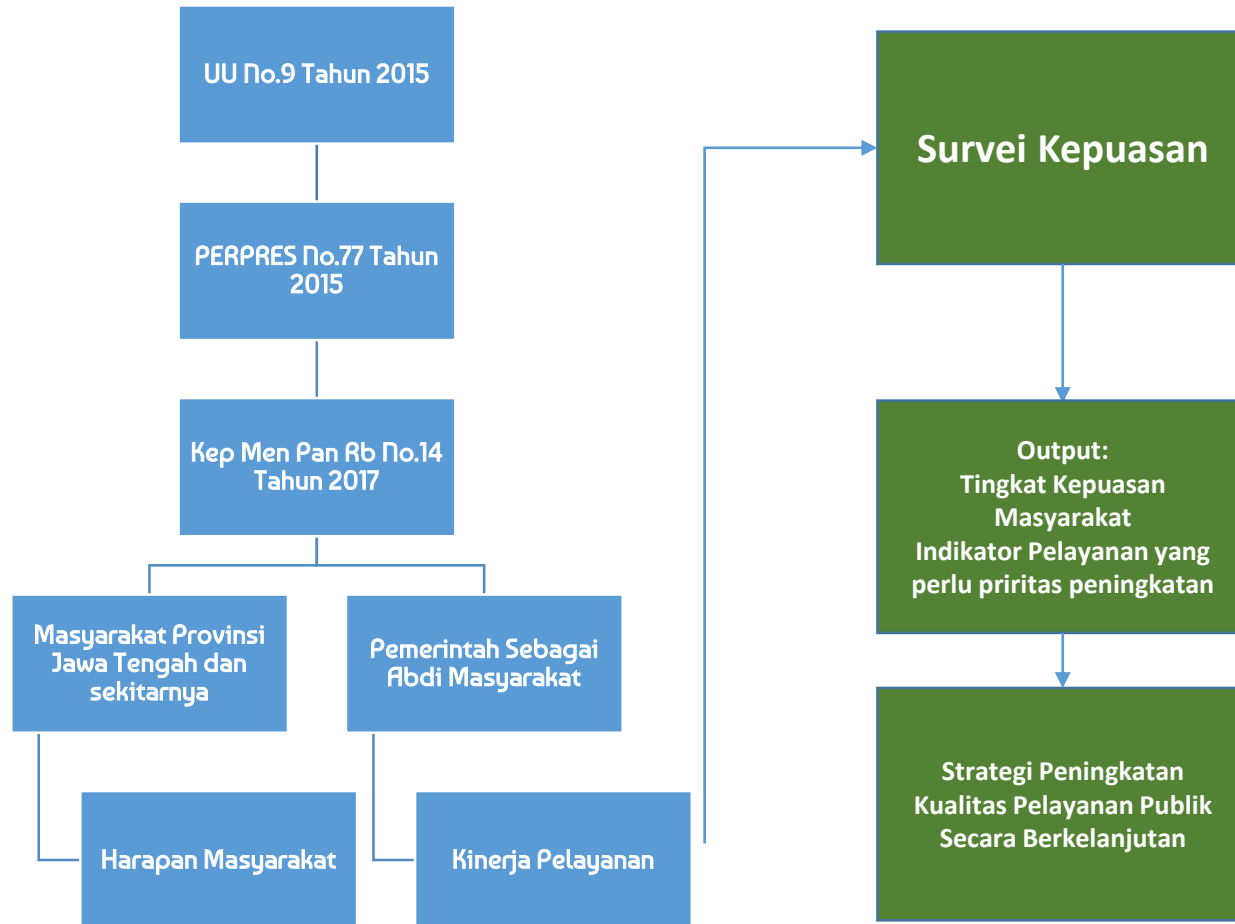 UU No.9 Tahun 2015
PERPRES No.77 Tahun
2015
Kep Men Pan Rb No.14
Tahun 2017
Masyarakat Provinsi
Jawa Tengah dan
sekitarnya
Pemerintah Sebagai
Abdi Masyarakat
Harapan Masyarakat
Kinerja Pelayanan
Survei Kepuasan
Output:
Tingkat Kepuasan
Masyarakat
Indikator Pelayanan yang
perlu priritas peningkatan
Strategi Peningkatan
Kualitas Pelayanan Publik
Secara Berkelanjutan